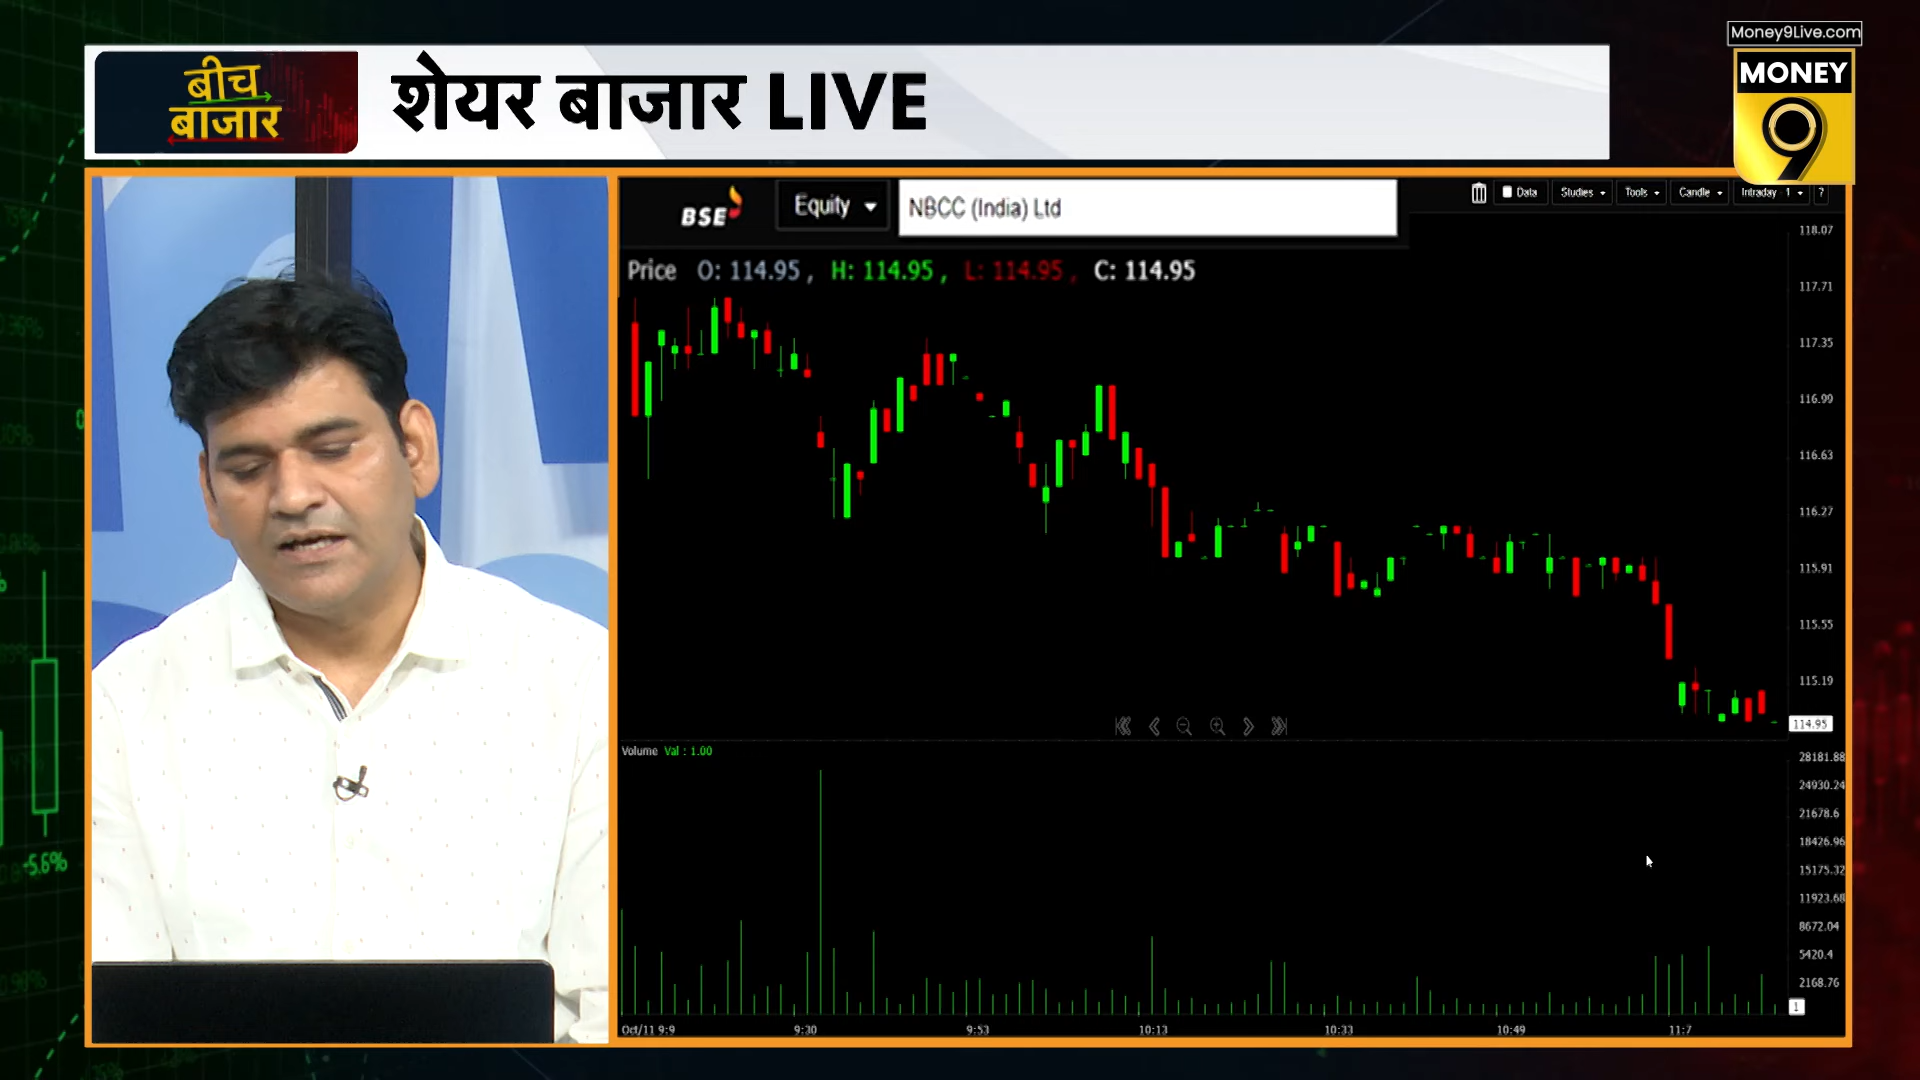 Money9Live.com
बीच
बाजार
शेयर बाजार LIVE
MONEY
9
BSE
Equity
NBCC (India) Ltd
Data
Studies
Tools
Candle
Intraday - 1
?
Price O: 114.95 , H: 114.95 , L: 114.95 , C: 114.95
118.07
117.71
117.35
116.99
116.63
116.27
115.91
115.55
115.19
114.95
Volume Val : 1.00
28181.88
24930.24
21678.6
18426.96
15175.32
11923.68
8672.04
5420.4
2168.76
1
Oct/11 9:9 9:30 9:53 10:13 10:33 10:49 11:7
-5.6%